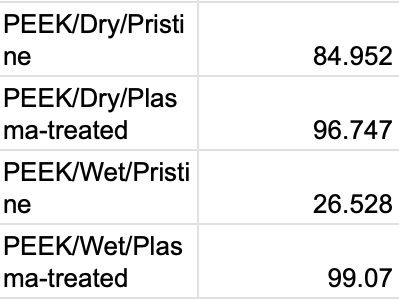 PEEK/Dry/Pristi
ne 84.952
PEEK/Dry/Plas
ma-treated 96.747
PEEK/Wet/Pristi
ne 26.528
PEEK/Wet/Plas
ma-treated 99.07